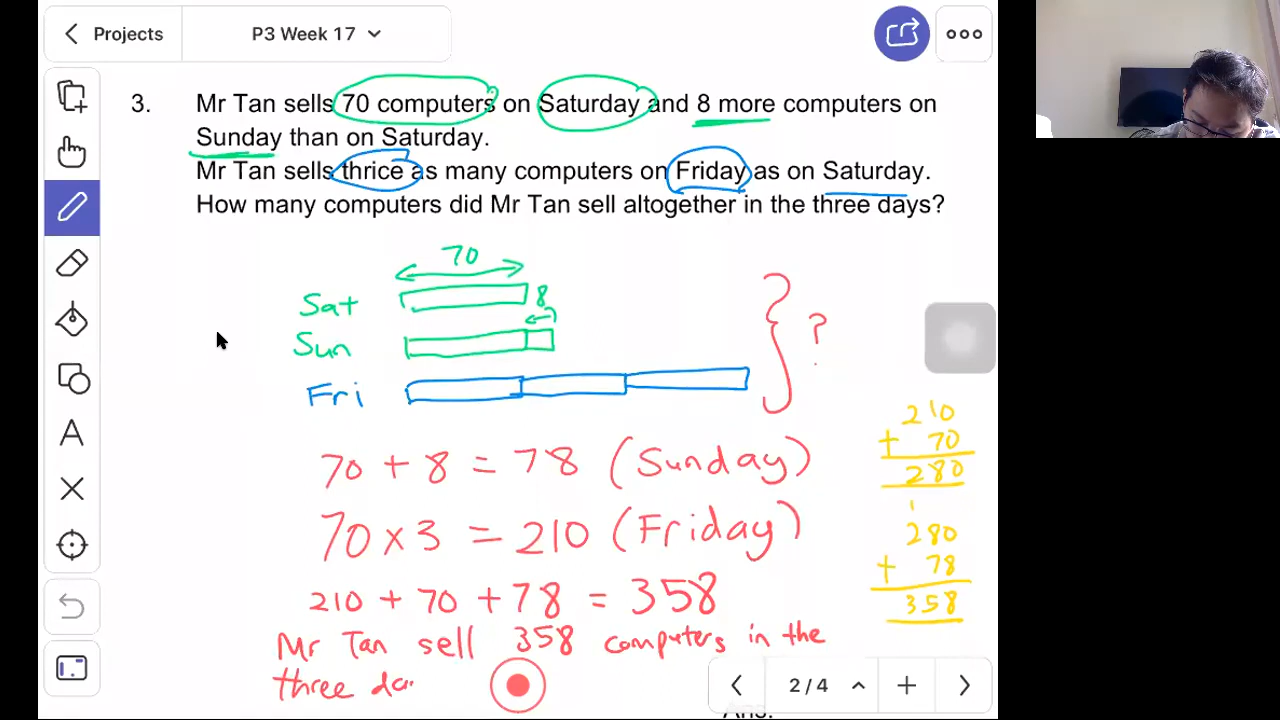 Projects
P3 Week 17
3. Mr Tan sells 70 computers on Saturday and 8 more computers on
Sunday than on Saturday.
Mr Tan sells thrice as many computers on Friday as on Saturday.
How many computers did Mr Tan sell altogether in the three days?
70
Sat
8
Sun
?
Fri
70 + 8 = 78 (Sunday)
70 x 3 = 210 (Friday)
210 + 70 + 78 = 358
Mr Tan sell 358 computers in the
three da
210
+ 70
280
1
280
+ 78
358
2/4
Ans: